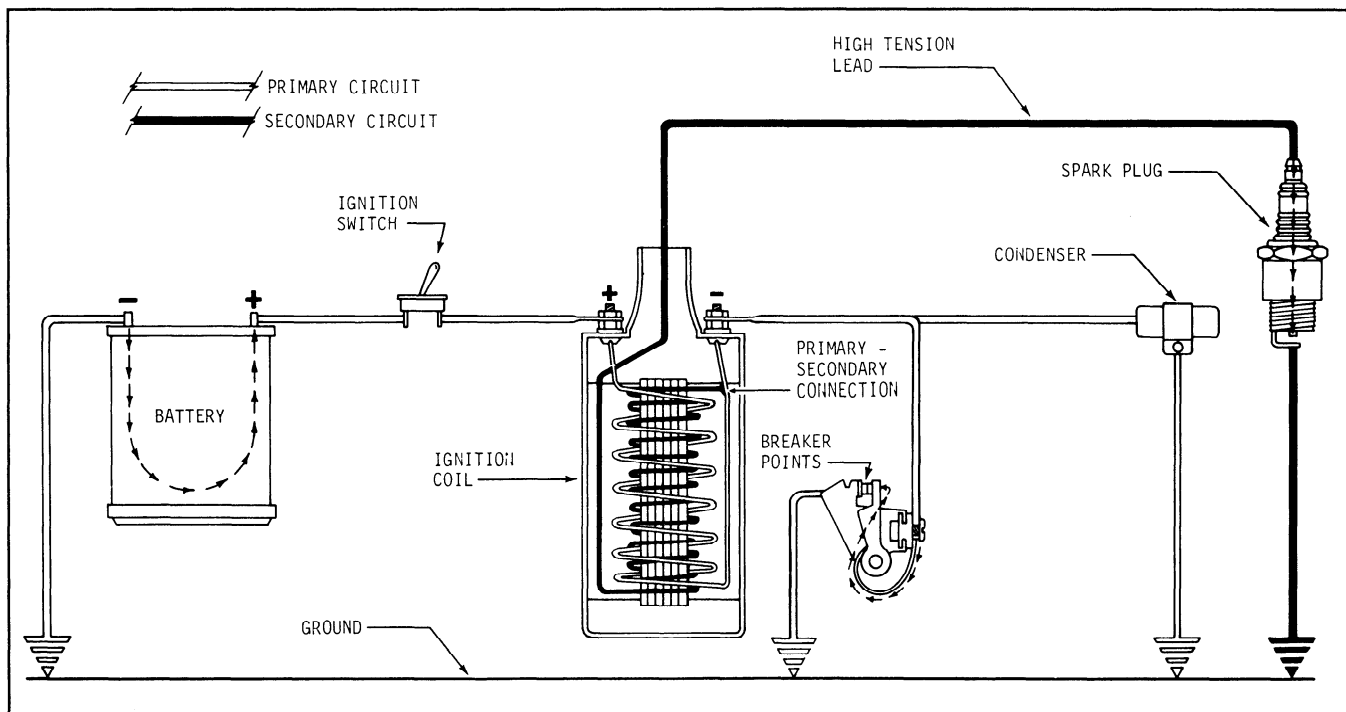 HIGH TENSION
LEAD
PRIMARY CIRCUIT
SECONDARY CIRCUIT
SPARK PLUG
IGNITION
SWITCH
CONDENSER
- +
+ -
PRIMARY -
SECONDARY
CONNECTION
BATTERY
BREAKER
POINTS
IGNITION
COIL
GROUND